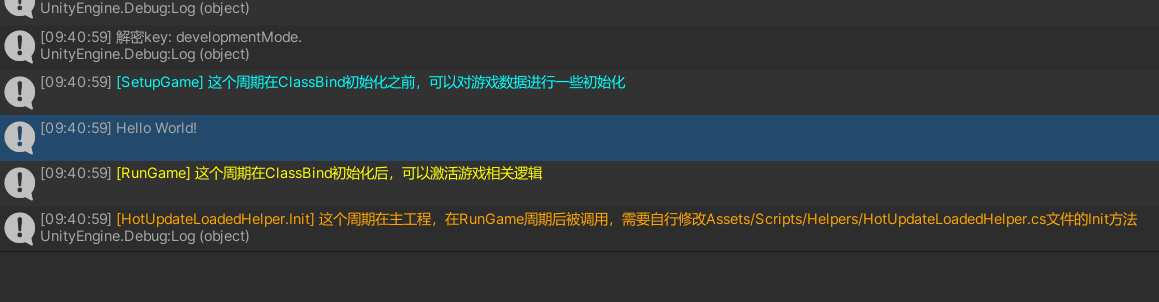 UnityEngine.Debug:Log (object)
[09:40:59] 解密key: developmentMode.
UnityEngine.Debug:Log (object)
[09:40:59] [SetupGame] 这个周期在ClassBind初始化之前，可以对游戏数据进行一些初始化
[09:40:59] Hello World!
[09:40:59] [RunGame] 这个周期在ClassBind初始化后，可以激活游戏相关逻辑
[09:40:59] [HotUpdateLoadedHelper.Init] 这个周期在主工程，在RunGame周期后被调用，需要自行修改Assets/Scripts/Helpers/HotUpdateLoadedHelper.cs文件的Init方法
UnityEngine.Debug:Log (object)